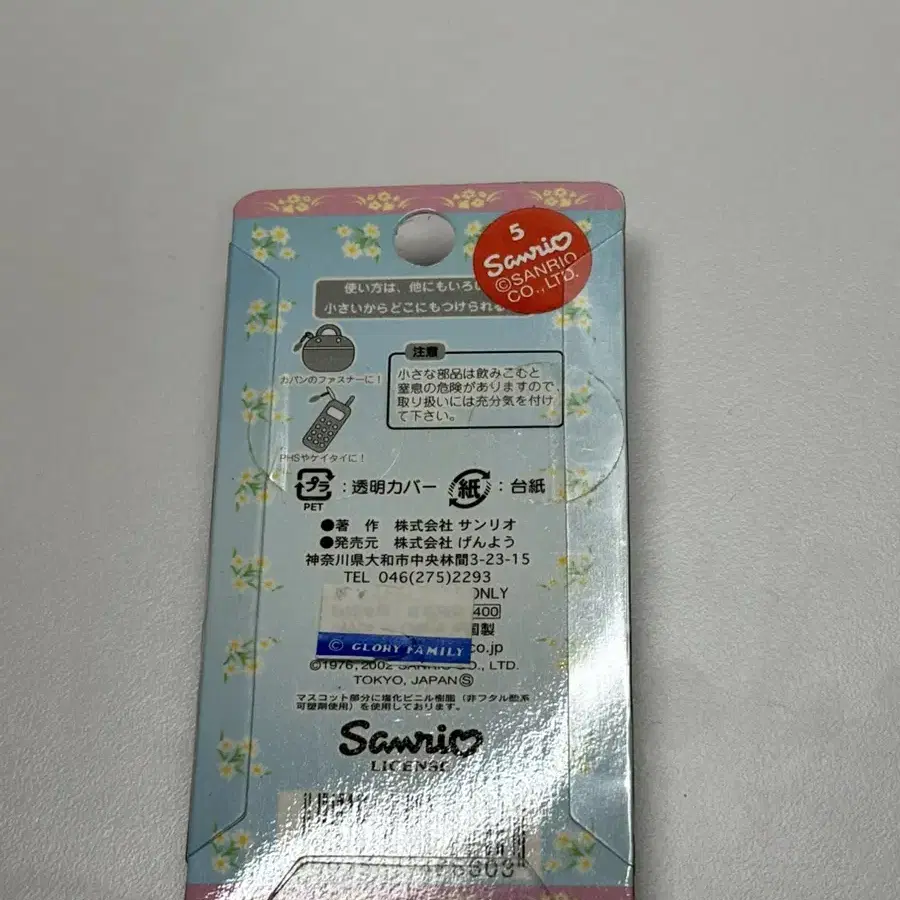 5
Sanrio
©SANRIO
CO., LTD.
使い方は、他にもいろい
小さいからどこにもつけられる
カバンのファスナーに!
PHSやケイタイに!
注意
小さな部品は飲みこむと
窒息の危険がありますので、
取り扱いには充分気を付け
て下さい。
プラ
PET
:透明カバー
紙
:台紙
●著 作 株式会社 サンリオ
●発売元 株式会社 げんよう
神奈川県大和市中央林間3-23-15
TEL 046(275)2293
ONLY
400
国製
co.jp
© GLORY FAMILY
©1976, 2002 SANRIO CO., LTD.
TOKYO, JAPAN Ⓢ
マスコット部分に塩化ビニル樹脂(非フタル酸系
可塑剤使用)を使用しております。
Sanrio
LICENSE